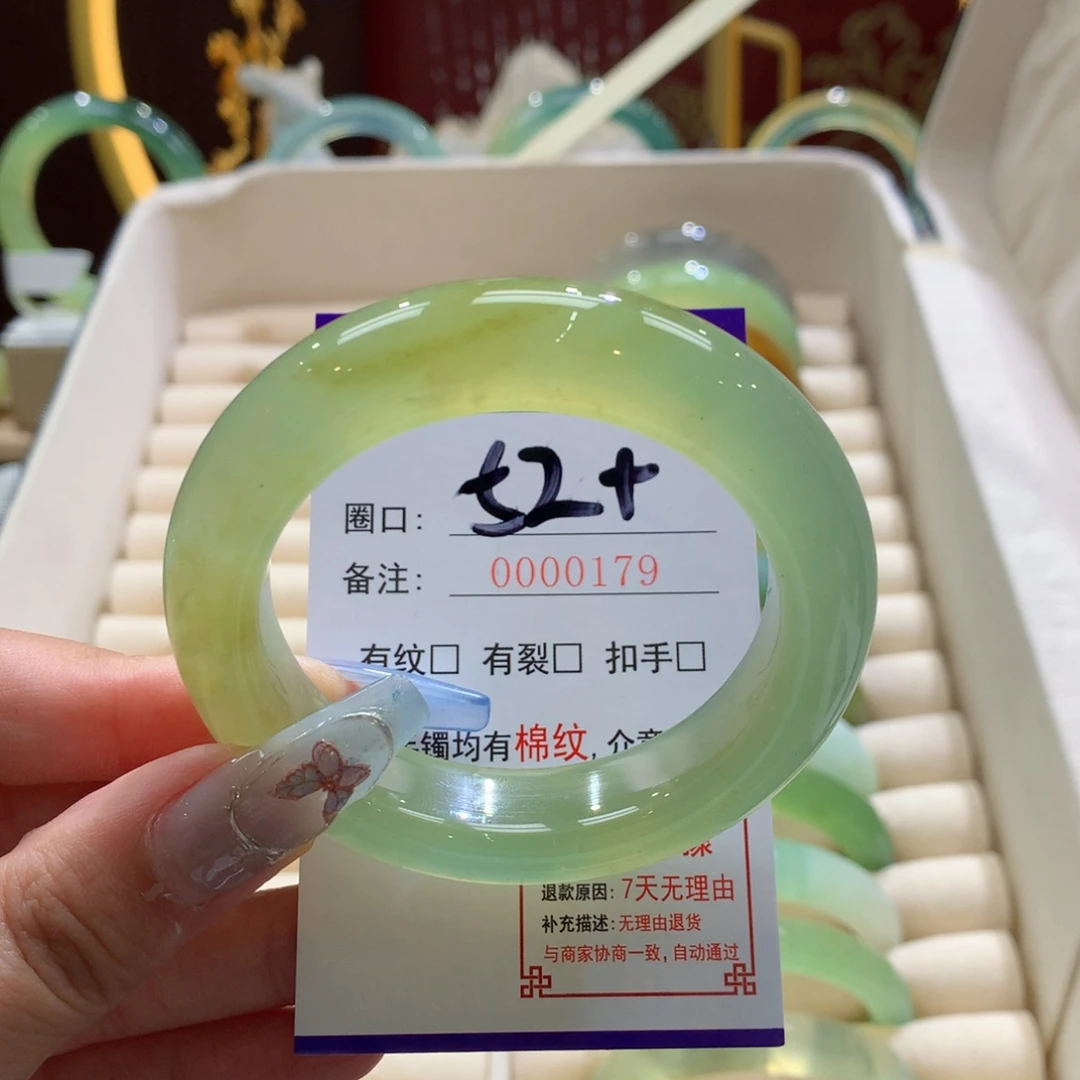 圈口: 52+
备注: 0000179
有纹□ 有裂□ 扣手□
镯均有棉纹,介意
退款原因: 7天无理由
补充描述: 无理由退货
与商家协商一致, 自动通过